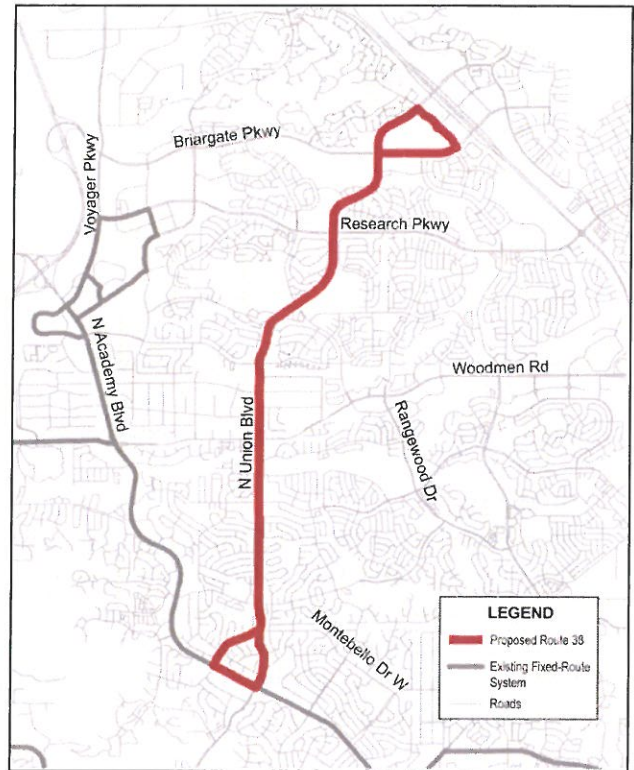 Briargate Pkwy
Voyager Pkwy
Research Pkwy
N Academy Blvd
Woodmen Rd
N Union Blvd
Rangewood Dr
Montebello Dr W
LEGEND
Proposed Route 38
Existing Fixed-Route
System
Roads